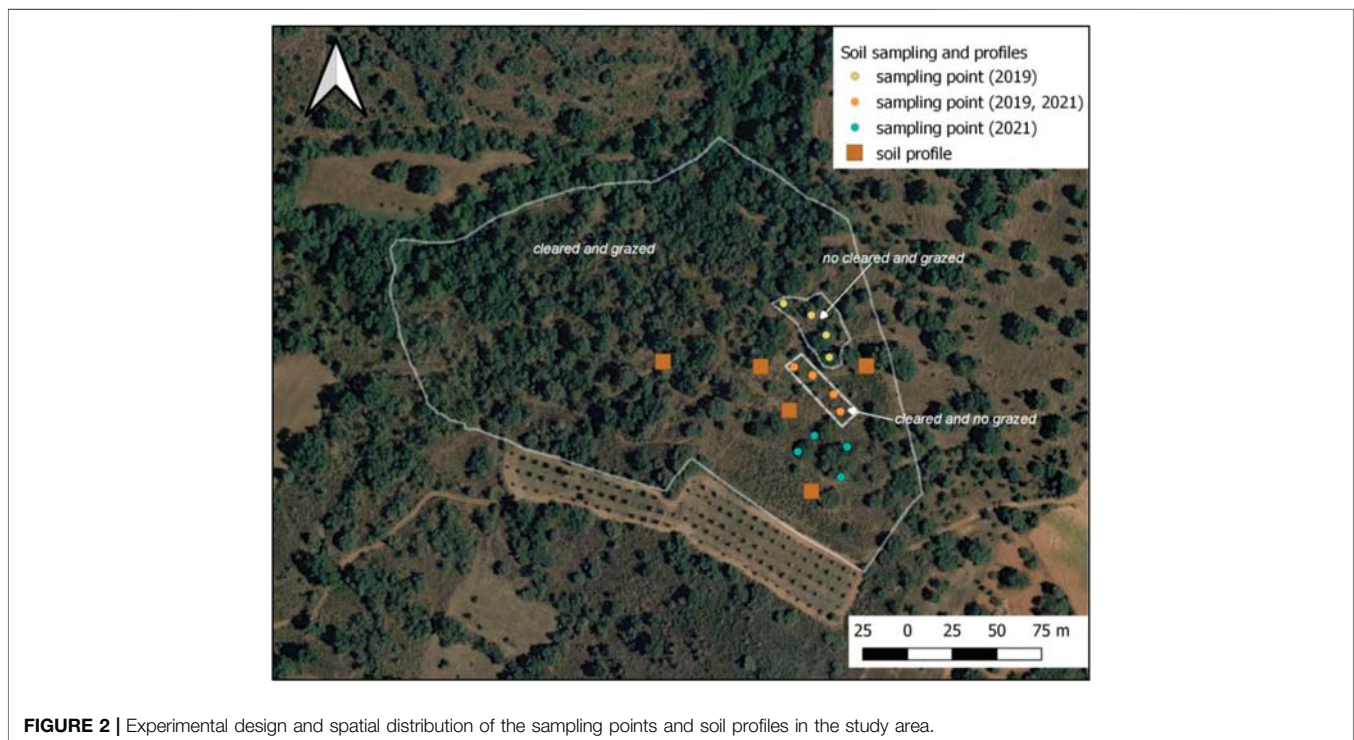 Soil sampling and profiles
sampling point (2019)
sampling point (2019, 2021)
sampling point (2021)
soil profile
cleared and grazed
no cleared and grazed
cleared and no grazed
25 0 25 50 75 m
FIGURE 2 | Experimental design and spatial distribution of the sampling points and soil profiles in the study area.